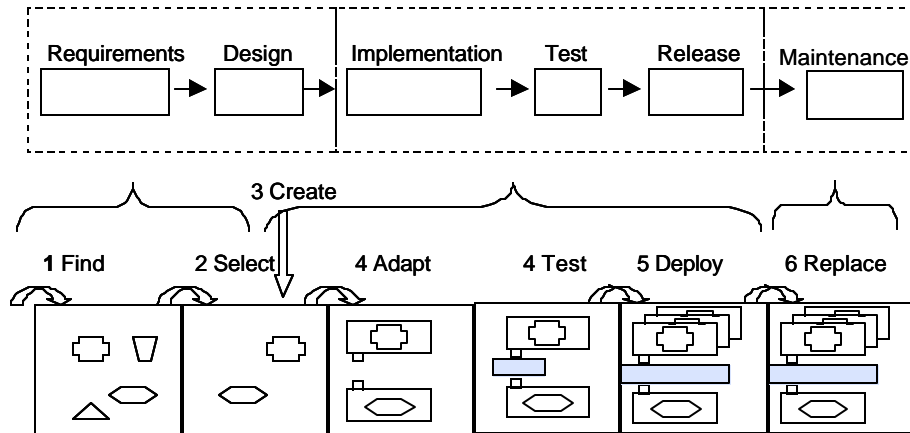 Requirements
Design
Implementation
Test
Release
Maintenance
3 Create
1 Find
2 Select
4 Adapt
4 Test
5 Deploy
6 Replace